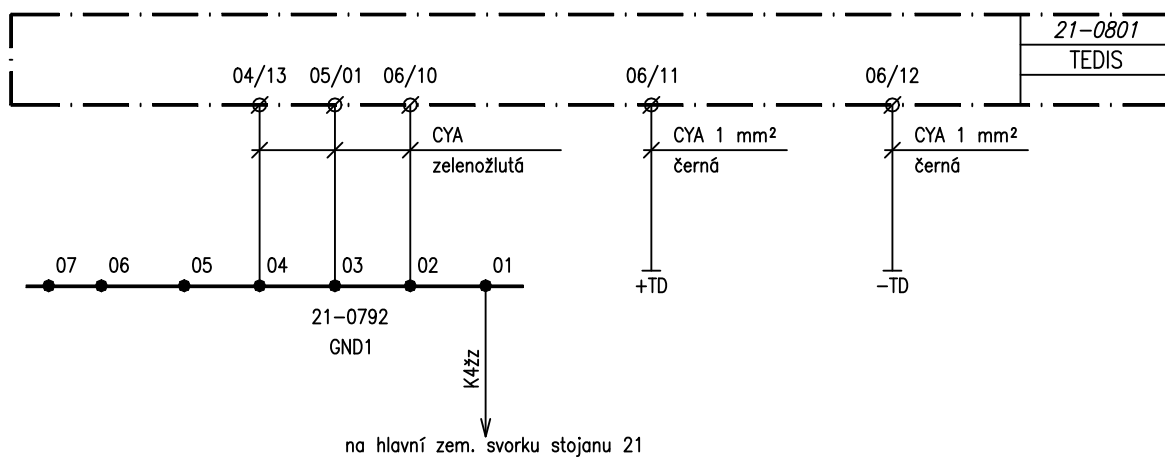 21-0801
TEDIS
04/13 05/01 06/10 06/11 06/12
CYA
zelenožlutá
CYA 1 mm²
černá
CYA 1 mm²
černá
07 06 05 04 03 02 01
+TD
-TD
21-0792
GND1
K4žz
na hlavní zem. svorku stojanu 21